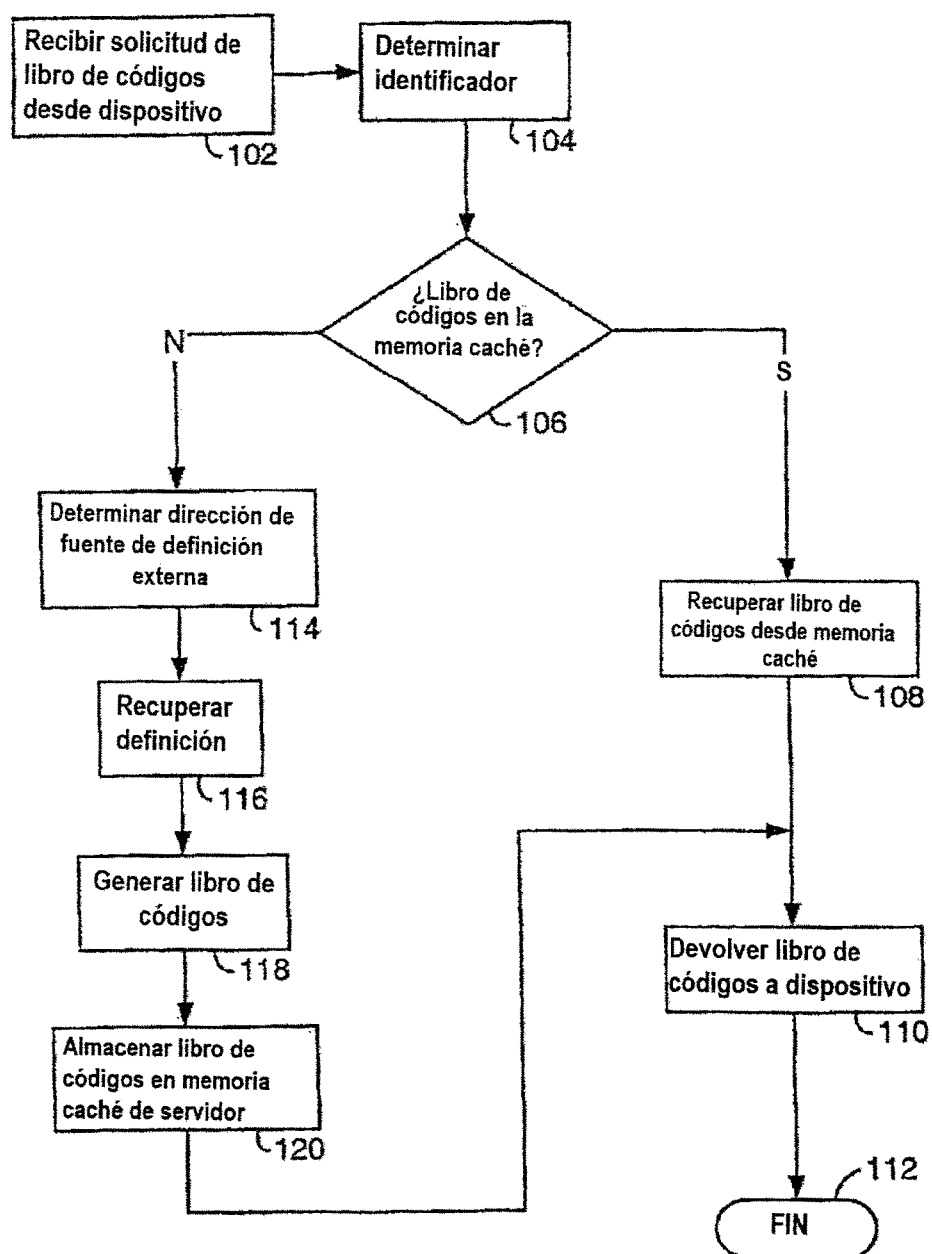 Recibir solicitud de
libro de códigos
desde dispositivo
102
Determinar
identificador
104
¿Libro de
códigos en la
memoria caché?
106
N
S
Determinar dirección de
fuente de definición
externa
114
Recuperar
definición
116
Generar libro de
códigos
118
Almacenar libro de
códigos en memoria
caché de servidor
120
Recuperar libro de
códigos desde memoria
caché
108
Devolver libro de
códigos a dispositivo
110
112
FIN